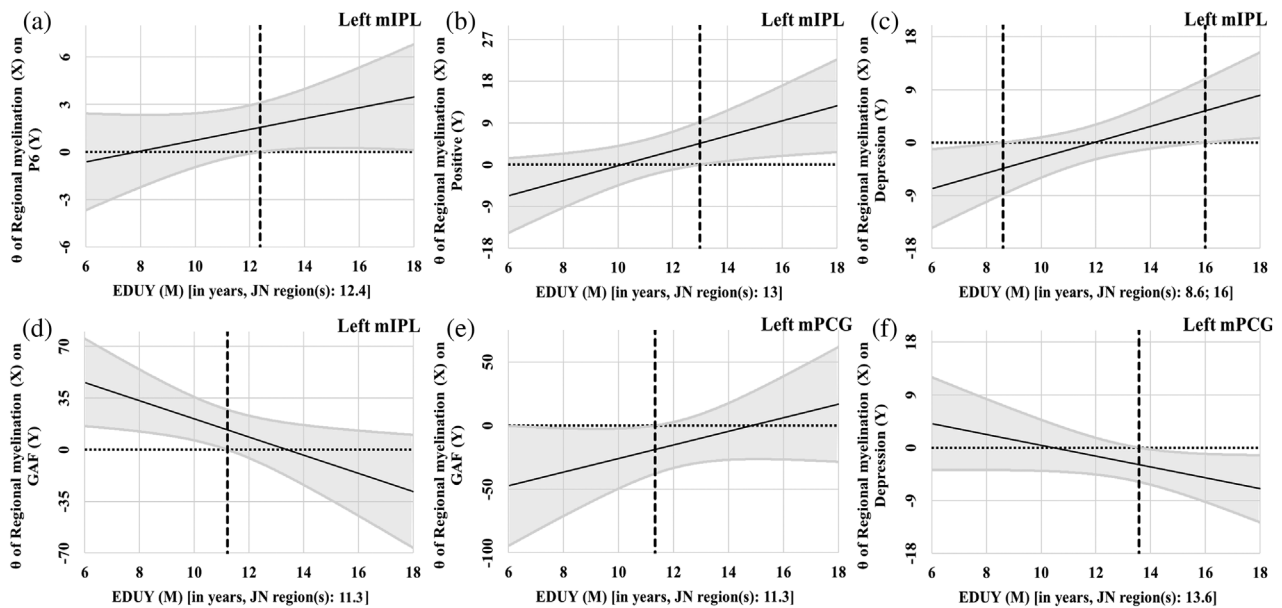 (a) Left mIPL
θ of Regional myelination (X) on
P6 (Y)
6
3
0
-3
-6
6 8 10 12 14 16 18
EDUY (M) [in years, JN region(s): 12.4]
(b) Left mIPL
θ of Regional myelination (X) on
Positive (Y)
27
18
9
0
-9
-18
6 8 10 12 14 16 18
EDUY (M) [in years, JN region(s): 13]
(c) Left mIPL
θ of Regional myelination (X) on
Depression (Y)
18
9
0
-9
-18
6 8 10 12 14 16 18
EDUY (M) [in years, JN region(s): 8.6; 16]
(d) Left mIPL
θ of Regional myelination (X) on
GAF (Y)
70
35
0
-35
-70
6 8 10 12 14 16 18
EDUY (M) [in years, JN region(s): 11.3]
(e) Left mPCG
θ of Regional myelination (X) on
GAF (Y)
50
0
-50
-100
6 8 10 12 14 16 18
EDUY (M) [in years, JN region(s): 11.3]
(f) Left mPCG
θ of Regional myelination (X) on
Depression (Y)
18
9
0
-9
-18
6 8 10 12 14 16 18
EDUY (M) [in years, JN region(s): 13.6]